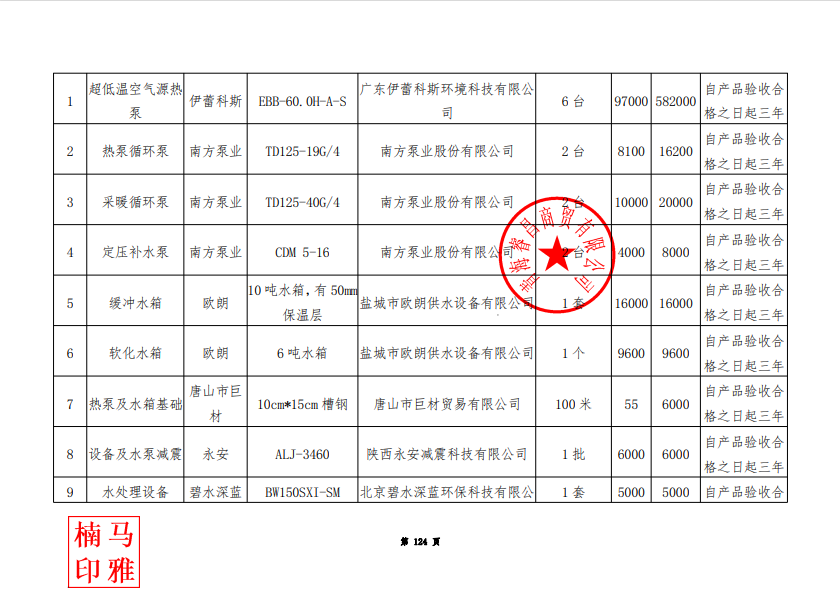 超低温空气源热
1 伊蕾科斯 EBB-60.0H-A-S 广东伊蕾科斯环境科技有限公 6 台 97000 582000 自产品验收合
泵 司 格之日起三年
2 热泵循环泵 南方泵业 TD125-19G/4 南方泵业股份有限公司 2 台 8100 16200 自产品验收合
格之日起三年
3 采暖循环泵 南方泵业 TD125-40G/4 南方泵业股份有限公司 2 台 10000 20000 自产品验收合
格之日起三年
4 定压补水泵 南方泵业 CDM 5-16 南方泵业股份有限公司 2 台 4000 8000 自产品验收合
格之日起三年
5 缓冲水箱 欧朗 10 吨水箱,有 50mm 盐城市欧朗供水设备有限公司 1 套 16000 16000 自产品验收合
保温层 格之日起三年
6 软化水箱 欧朗 6 吨水箱 盐城市欧朗供水设备有限公司 1 个 9600 9600 自产品验收合
格之日起三年
7 热泵及水箱基础 唐山市巨 10cm*15cm 槽钢 唐山市巨材贸易有限公司 100 米 55 6000 自产品验收合
材 格之日起三年
8 设备及水泵减震 永安 ALJ-3460 陕西永安减震科技有限公司 1 批 6000 6000 自产品验收合
格之日起三年
9 水处理设备 碧水深蓝 BW150SXI-SM 北京碧水深蓝环保科技有限公 1 套 5000 5000 自产品验收合
商贸有限公司
楠马
印雅
第 124 页